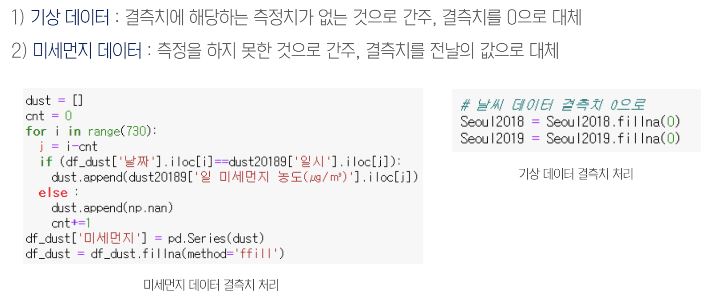 1) 기상 데이터 : 결측치에 해당하는 측정치가 없는 것으로 간주, 결측치를 0으로 대체
2) 미세먼지 데이터 : 측정을 하지 못한 것으로 간주, 결측치를 전날의 값으로 대체
dust = []
cnt = 0
for i in range(730):
  j = i-cnt
  if (df_dust['날짜'].iloc[i]==dust20189['일시'].iloc[j]):
    dust.append(dust20189['일 미세먼지 농도(㎍/㎥)'].iloc[j])
  else :
    dust.append(np.nan)
    cnt+=1
df_dust['미세먼지'] = pd.Series(dust)
df_dust = df_dust.fillna(method='ffill')
미세먼지 데이터 결측치 처리
# 날씨 데이터 결측치 0으로
Seoul2018 = Seoul2018.fillna(0)
Seoul2019 = Seoul2019.fillna(0)
기상 데이터 결측치 처리